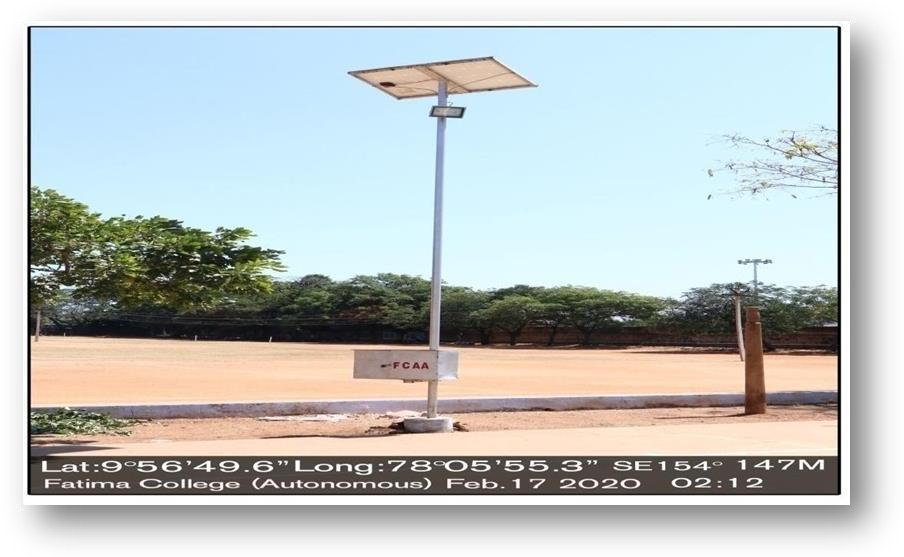 FCAA
Lat:9°56'49.6" Long:78°05'55.3" SE154° 147M
Fatima College (Autonomous) Feb.17 2020 02:12